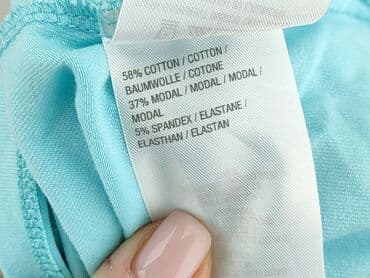 58% COTTON / COTTON /
BAUMWOLLE / COTONE
37% MODAL / MODAL / MODAL /
MODAL
5% SPANDEX / ELASTANE /
ELASTHAN / ELASTAN